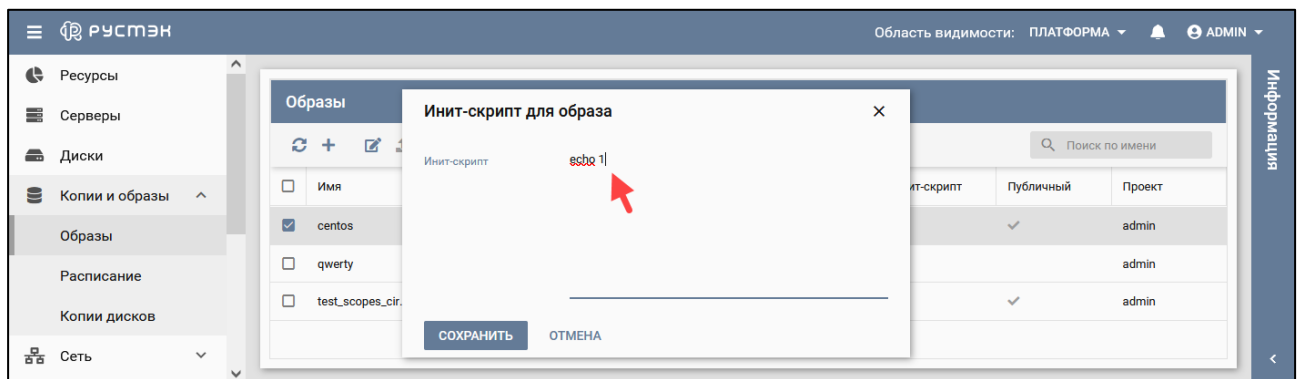 РУСТЭК
Область видимости: ПЛАТФОРМА
ADMIN
Ресурсы
Серверы
Диски
Копии и образы
Образы
Расписание
Копии дисков
Сеть
Образы
Поиск по имени
Имя
ит-скрипт
Публичный
Проект
centos
admin
qwerty
admin
test_scopes_cir.
admin
Инит-скрипт для образа
Инит-скрипт
echo 1
СОХРАНИТЬ
ОТМЕНА
Информация